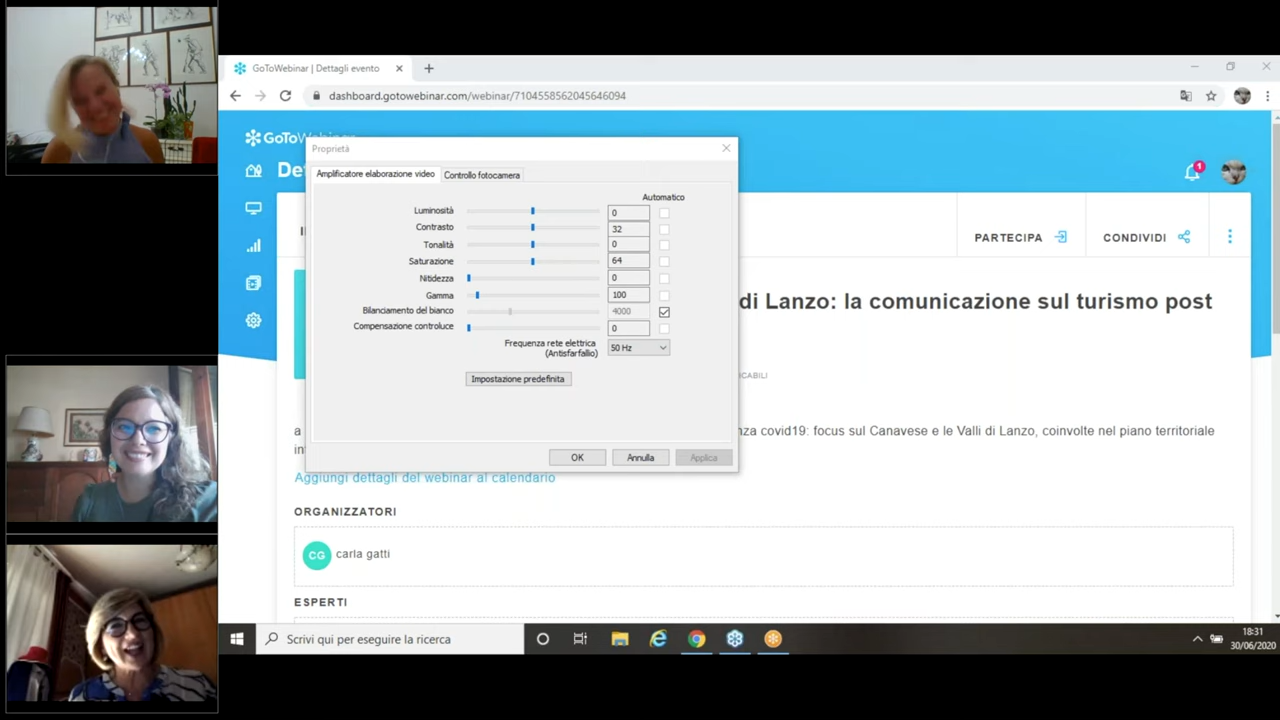 GoToWebinar | Dettagli evento
dashboard.gotowebinar.com/webinar/7104558562045646094
GoToWebinar
1
Det
Proprietà
Amplificatore elaborazione video
Controllo fotocamera
Automatico
Luminosità 0
Contrasto 32
Tonalità 0
Saturazione 64
Nitidezza 0
Gamma 100
Bilanciamento del bianco 4000
Compensazione controluce 0
Frequenza rete elettrica
(Antisfarfallio)
50 Hz
Impostazione predefinita
OK Annulla Applica
PARTECIPA
CONDIVIDI
di Lanzo: la comunicazione sul turismo post
CABILI
a
nza covid19: focus sul Canavese e le Valli di Lanzo, coinvolte nel piano territoriale
Aggiungi dettagli del webinar al calendario
ORGANIZZATORI
CG carla gatti
ESPERTI
Scrivi qui per eseguire la ricerca
18:31
30/06/2020